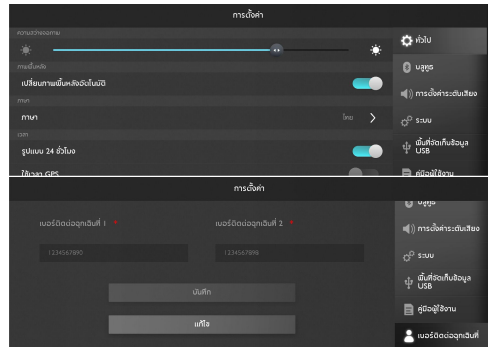 การตั้งค่า
ความสว่างจอภาพ
ทั่วไป
ภาพพื้นหลัง
บลูทูธ
เปลี่ยนภาพพื้นหลังอัตโนมัติ
การตั้งค่าระดับเสียง
ภาษา
ภาษา
ไทย
ระบบ
เวลา
รูปแบบ 24 ชั่วโมง
พื้นที่จัดเก็บข้อมูล
USB
ใช้เวลา GPS
คู่มือผู้ใช้งาน
การตั้งค่า
บลูทูธ
เบอร์ติดต่อฉุกเฉินที่ 1 *
เบอร์ติดต่อฉุกเฉินที่ 2 *
การตั้งค่าระดับเสียง
1234567890
1234567898
ระบบ
พื้นที่จัดเก็บข้อมูล
USB
บันทึก
คู่มือผู้ใช้งาน
แก้ไข
เบอร์ติดต่อฉุกเฉินที่